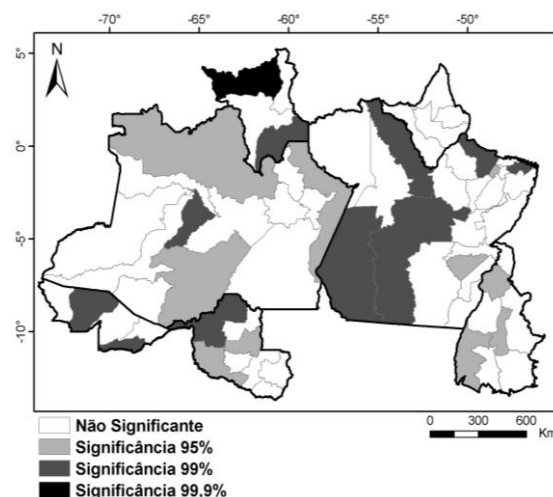 -70° -65° -60° -55° -50°
N
5°
0°
-5°
-10°
Não Significante
Significância 95%
Significância 99%
Significância 99,9%
0 300 600
Km